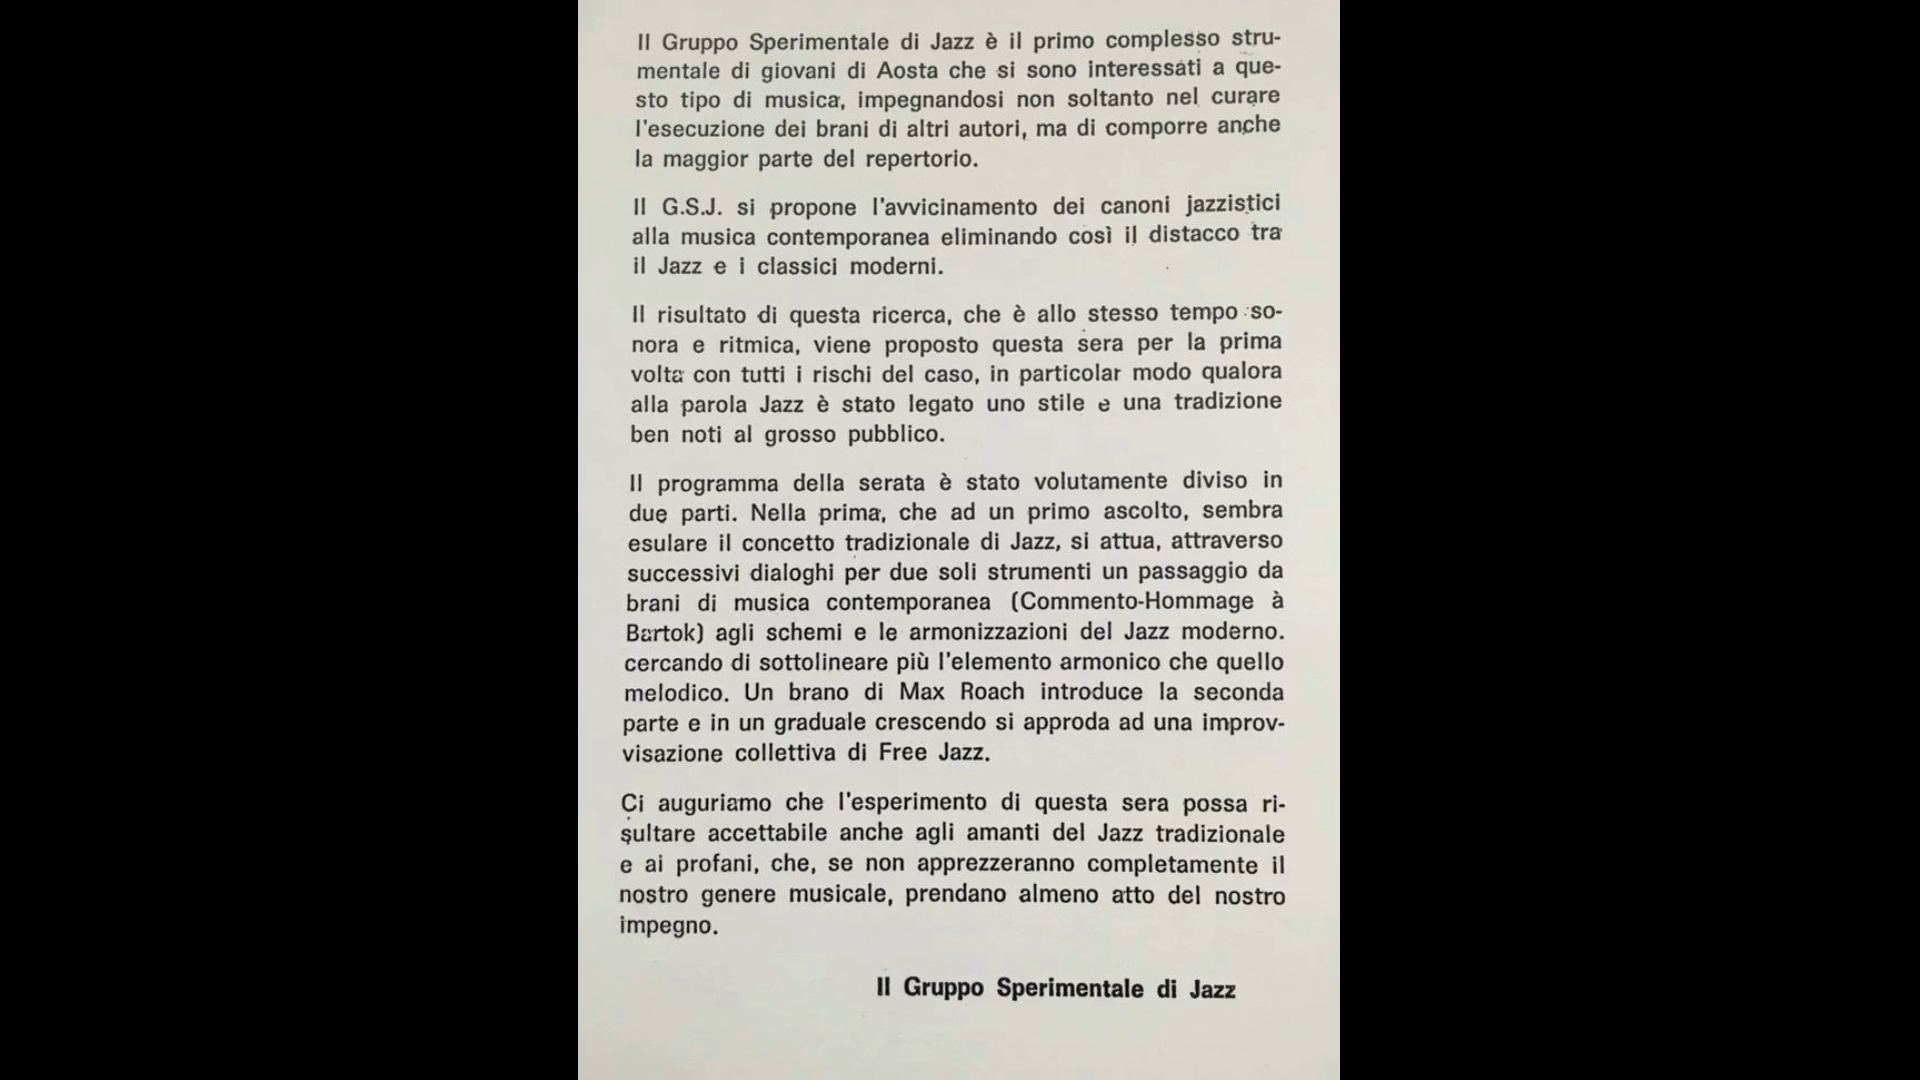 Il Gruppo Sperimentale di Jazz è il primo complesso stru-
mentale di giovani di Aosta che si sono interessati a que-
sto tipo di musica, impegnandosi non soltanto nel curare
l'esecuzione dei brani di altri autori, ma di comporre anche
la maggior parte del repertorio.
Il G.S.J. si propone l'avvicinamento dei canoni jazzistici
alla musica contemporanea eliminando così il distacco tra
il Jazz e i classici moderni.
Il risultato di questa ricerca, che è allo stesso tempo so-
nora e ritmica, viene proposto questa sera per la prima
volta con tutti i rischi del caso, in particolar modo qualora
alla parola Jazz è stato legato uno stile e una tradizione
ben noti al grosso pubblico.
Il programma della serata è stato volutamente diviso in
due parti. Nella prima, che ad un primo ascolto, sembra
esulare il concetto tradizionale di Jazz, si attua, attraverso
successivi dialoghi per due soli strumenti un passaggio da
brani di musica contemporanea (Commento-Hommage à
Bartok) agli schemi e le armonizzazioni del Jazz moderno.
cercando di sottolineare più l'elemento armonico che quello
melodico. Un brano di Max Roach introduce la seconda
parte e in un graduale crescendo si approda ad una improv-
visazione collettiva di Free Jazz.
Ci auguriamo che l'esperimento di questa sera possa ri-
sultare accettabile anche agli amanti del Jazz tradizionale
e ai profani, che, se non apprezzeranno completamente il
nostro genere musicale, prendano almeno atto del nostro
impegno.
Il Gruppo Sperimentale di Jazz